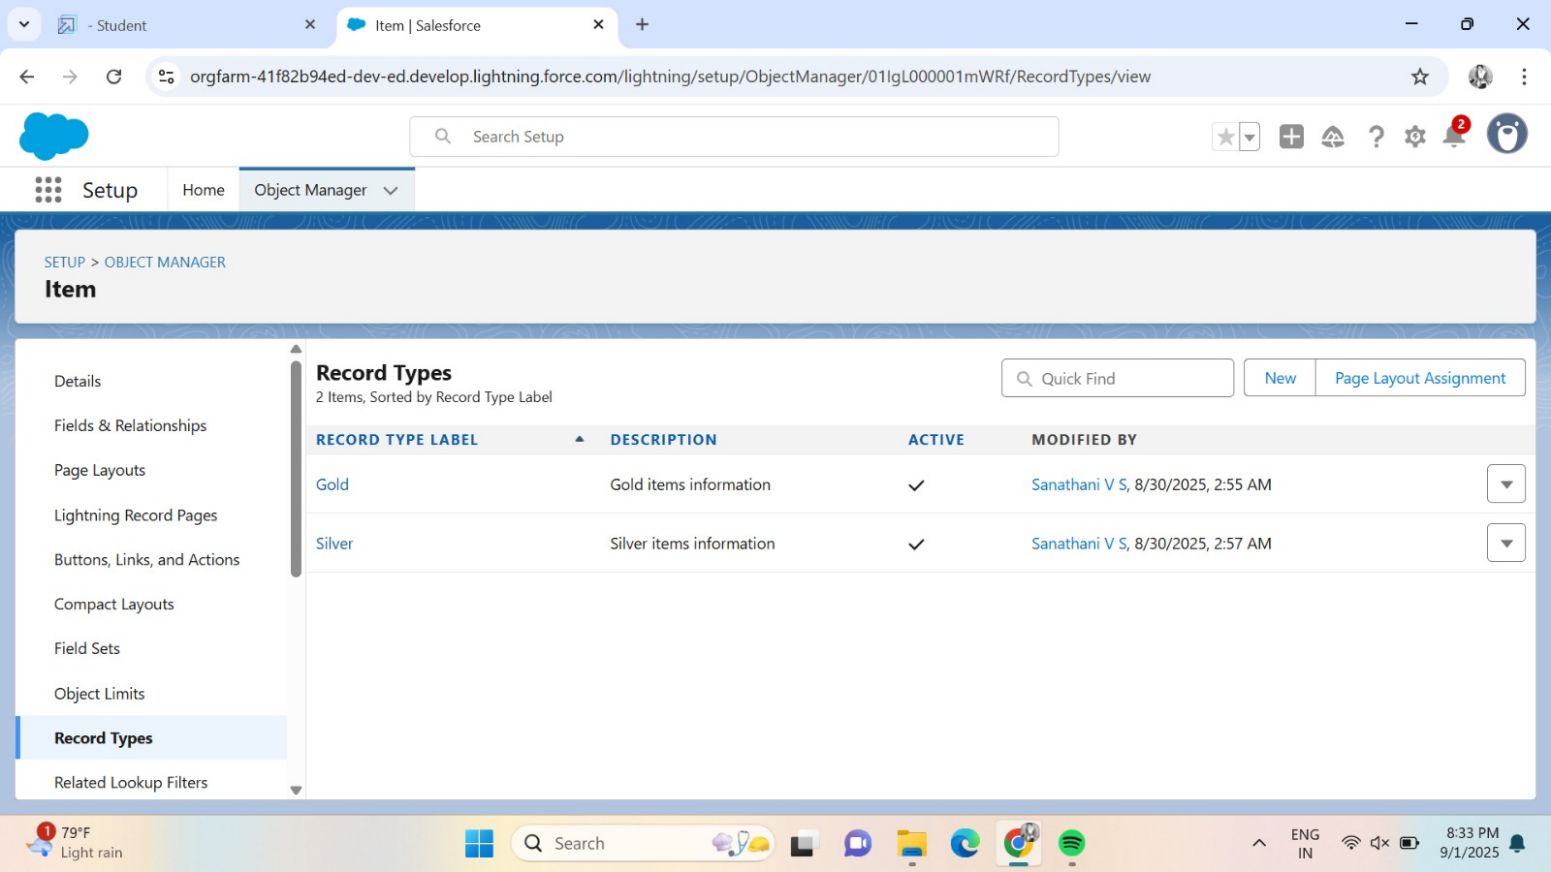 - Student
Item | Salesforce
orgfarm-41f82b94ed-dev-ed.develop.lightning.force.com/lightning/setup/ObjectManager/01IgL000001mWRf/RecordTypes/view
Search Setup
2
Setup
Home
Object Manager
SETUP > OBJECT MANAGER
Item
Details
Fields & Relationships
Page Layouts
Lightning Record Pages
Buttons, Links, and Actions
Compact Layouts
Field Sets
Object Limits
Record Types
Related Lookup Filters
Record Types
2 Items, Sorted by Record Type Label
Quick Find
New
Page Layout Assignment
RECORD TYPE LABEL DESCRIPTION ACTIVE MODIFIED BY
Gold Gold items information Sanathani V S, 8/30/2025, 2:55 AM
Silver Silver items information Sanathani V S, 8/30/2025, 2:57 AM
1
79°F
Light rain
Search
ENG
IN
8:33 PM
9/1/2025